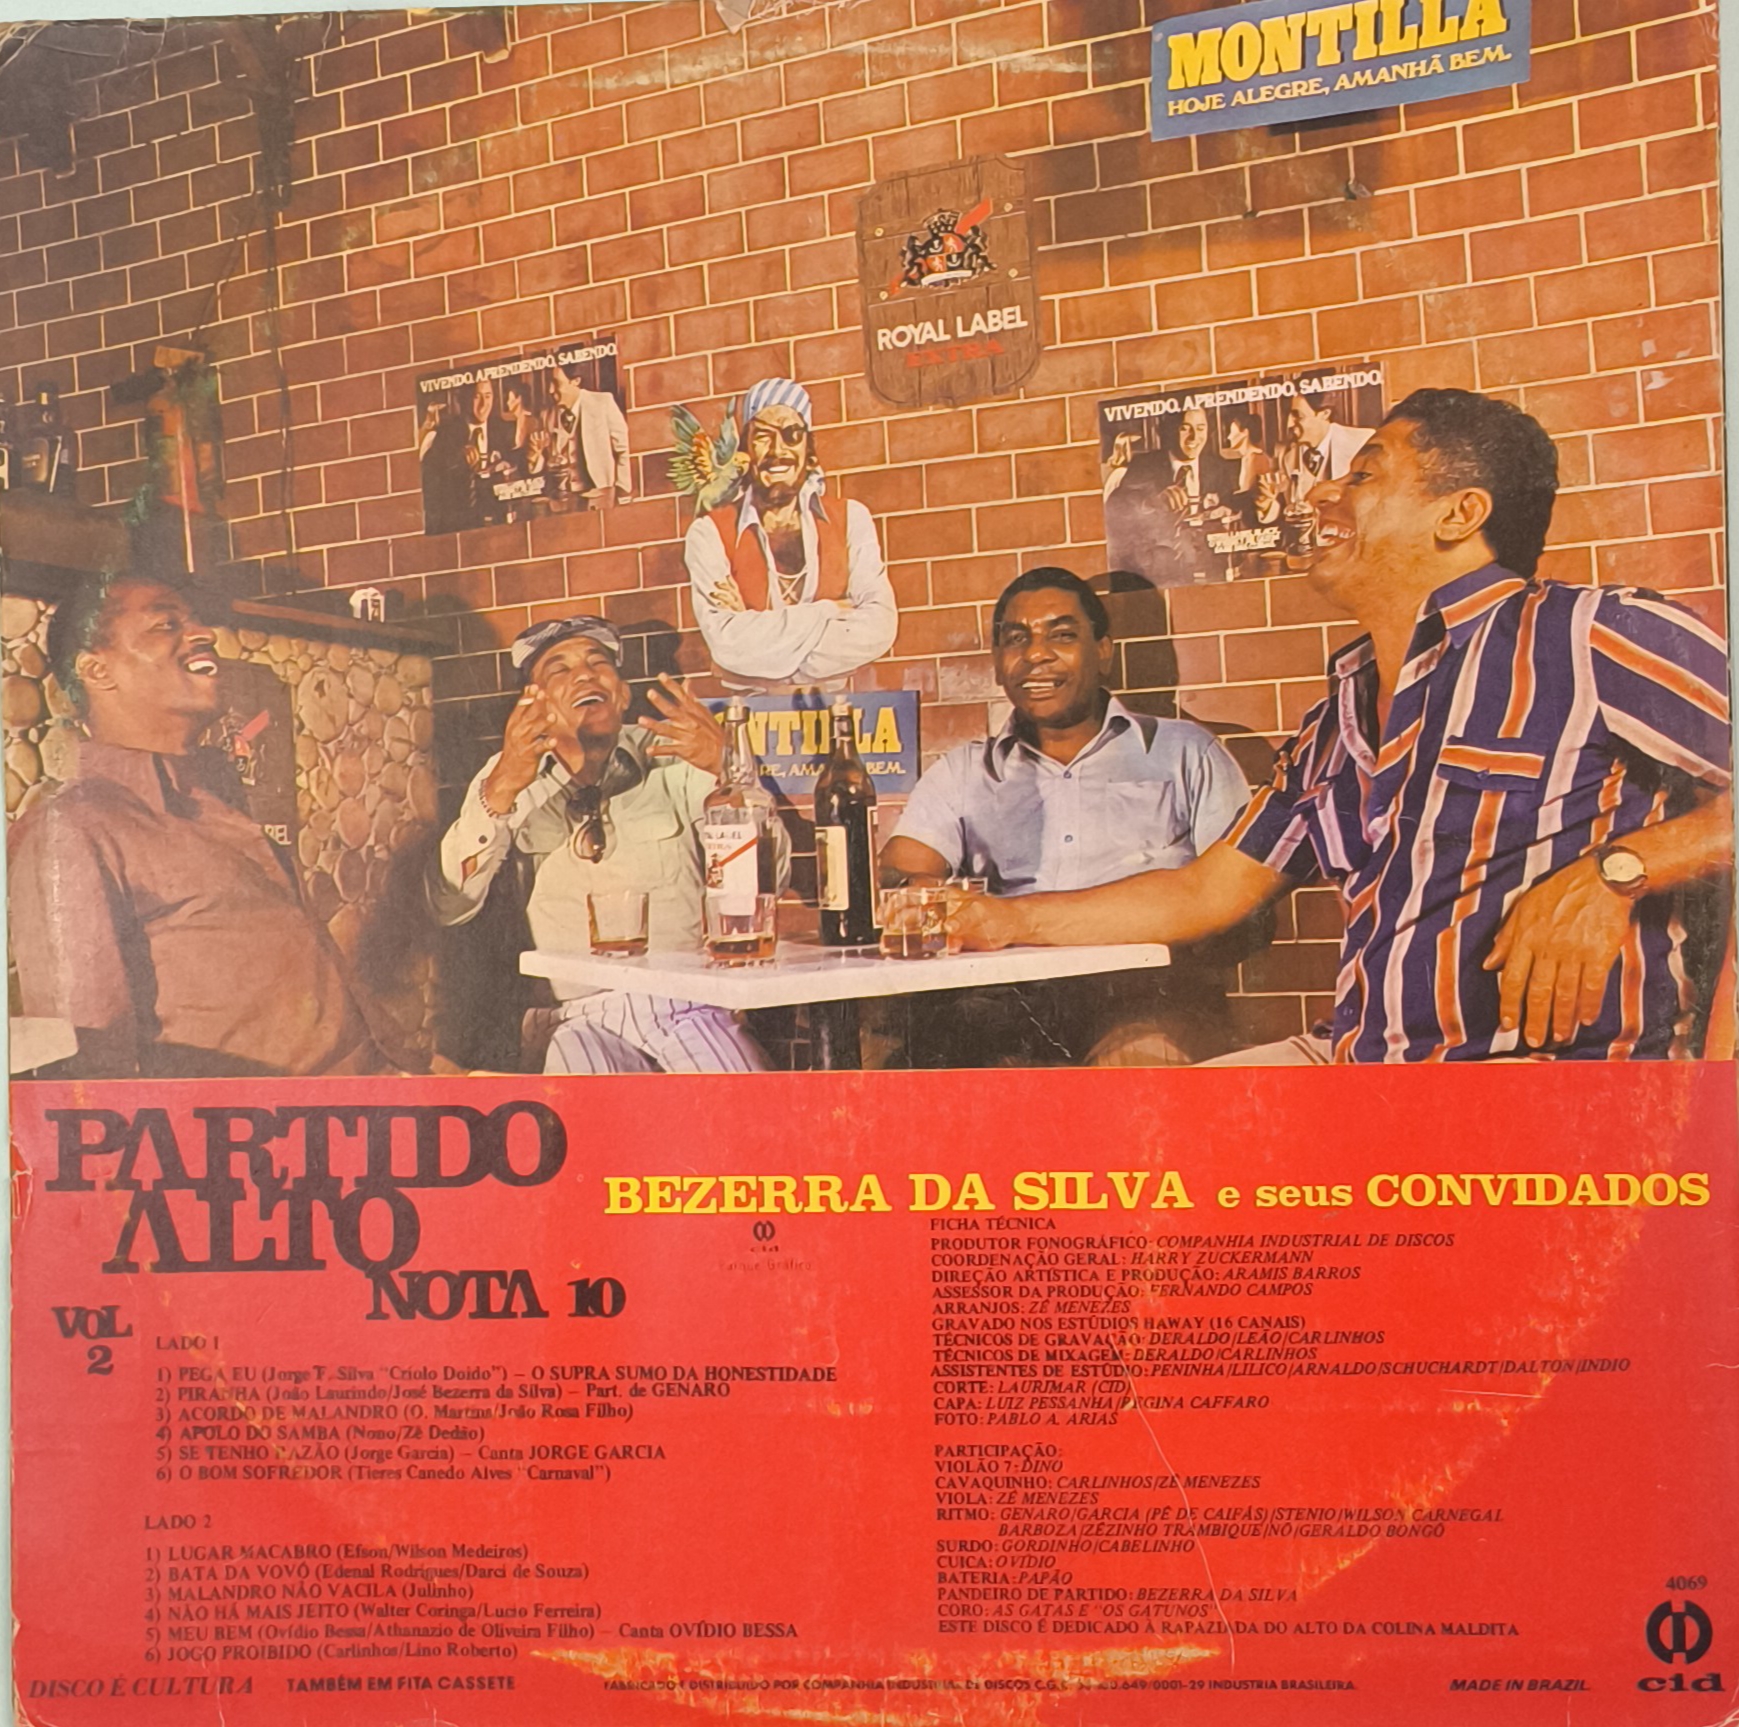 MONTILLA
HOJE ALEGRE, AMANHÃ BEM.
ROYAL LABEL
EXTRA
VIVENDO, APRENDENDO, SABENDO.
VIVENDO, APRENDENDO, SABENDO.
MONTILLA
BEM.
LABEL
PARTIDO
ALTO
NOTA 10
VOL
2
BEZERRA DA SILVA e seus CONVIDADOS
cid
Parque Gráfico
LADO 1
1) PEGA EU (Jorge F. Silva "Criolo Doido") – O SUPRA SUMO DA HONESTIDADE
2) PIRANHA (João Laurindo/José Bezerra da Silva) – Part. de GENARO
3) ACORDO DE MALANDRO (O. Martins/João Rosa Filho)
4) APOLO DO SAMBA (Nono/Zé Dedão)
5) SE TENHO RAZÃO (Jorge Garcia) – Canta JORGE GARCIA
6) O BOM SOFREDOR (Tieres Canedo Alves "Carnaval")
LADO 2
1) LUGAR MACABRO (Efson/Wilson Medeiros)
2) BATA DA VOVÓ (Edenal Rodrigues/Darci de Souza)
3) MALANDRO NÃO VACILA (Julinho)
4) NÃO HÁ MAIS JEITO (Walter Coringa/Lucio Ferreira)
5) MEU BEM (Ovídio Bessa/Athanazio de Oliveira Filho) – Canta OVÍDIO BESSA
6) JOGO PROIBIDO (Carlinhos/Lino Roberto)
FICHA TÉCNICA
PRODUTOR FONOGRÁFICO: COMPANHIA INDUSTRIAL DE DISCOS
COORDENAÇÃO GERAL: HARRY ZUCKERMANN
DIREÇÃO ARTÍSTICA E PRODUÇÃO: ARAMIS BARROS
ASSESSOR DA PRODUÇÃO: FERNANDO CAMPOS
ARRANJOS: ZÉ MENEZES
GRAVADO NOS ESTÚDIOS HAWAY (16 CANAIS)
TÉCNICOS DE GRAVAÇÃO: DERALDO/LEÃO/CARLINHOS
TÉCNICOS DE MIXAGEM: DERALDO/CARLINHOS
ASSISTENTES DE ESTÚDIO: PENINHA/LILICO/ARNALDO/SCHUCHARDT/DALTON/INDIO
CORTE: LAURIMAR (CID)
CAPA: LUIZ PESSANHA/REGINA CAFFARO
FOTO: PABLO A. ARIAS
PARTICIPAÇÃO:
VIOLÃO 7: DINO
CAVAQUINHO: CARLINHOS/ZÉ MENEZES
VIOLA: ZÉ MENEZES
RITMO: GENARO/GARCIA (PÉ DE CAIFÁS)/STENIO/WILSON CARNEGAL
BARBOZA/ZÉZINHO TRAMBIQUE/NÔ/GERALDO BONGÔ
SURDO: GORDINHO/CABELINHO
CUICA: OVÍDIO
BATERIA: PAPÃO
PANDEIRO DE PARTIDO: BEZERRA DA SILVA
CORO: AS GATAS E "OS GATUNOS"
ESTE DISCO É DEDICADO À RAPAZIADA DO ALTO DA COLINA MALDITA
4069
cid
DISCO É CULTURA TAMBÉM EM FITA CASSETE FABRICADO E DISTRIBUIDO POR COMPANHIA INDUSTRIAL DE DISCOS C.G.C. INDUSTRIA BRASILEIRA. MADE IN BRAZIL